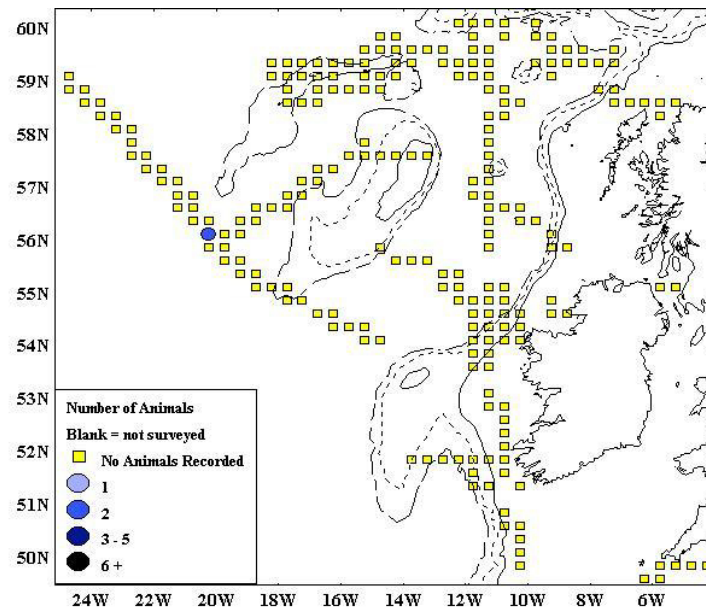 60N
59N
58N
57N
56N
55N
54N
53N
52N
51N
50N
Number of Animals
Blank = not surveyed
No Animals Recorded
1
2
3 - 5
6 +
24W 22W 20W 18W 16W 14W 12W 10W 8W 6W